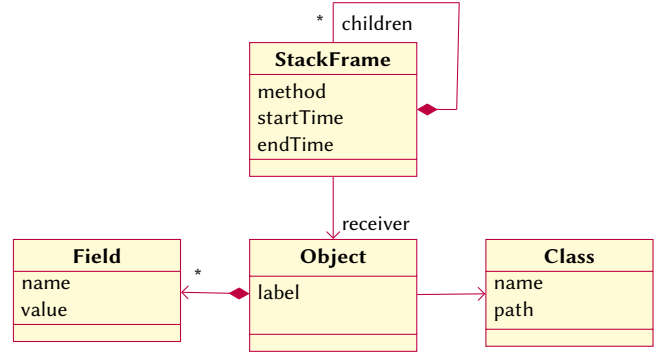 * children
StackFrame
method
startTime
endTime
receiver
Field
name
value
*
Object
label
Class
name
path